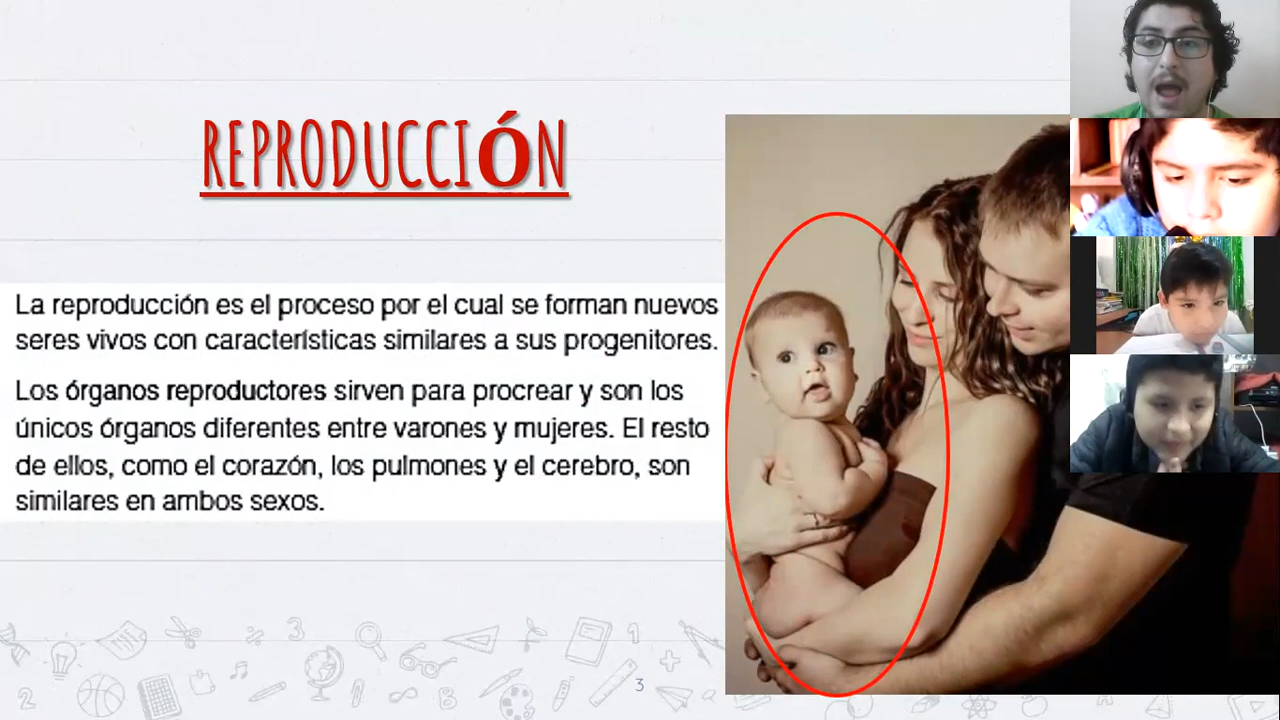 REPRODUCCIÓN
La reproducción es el proceso por el cual se forman nuevos
seres vivos con características similares a sus progenitores.
Los órganos reproductores sirven para procrear y son los
únicos órganos diferentes entre varones y mujeres. El resto
de ellos, como el corazón, los pulmones y el cerebro, son
similares en ambos sexos.
3